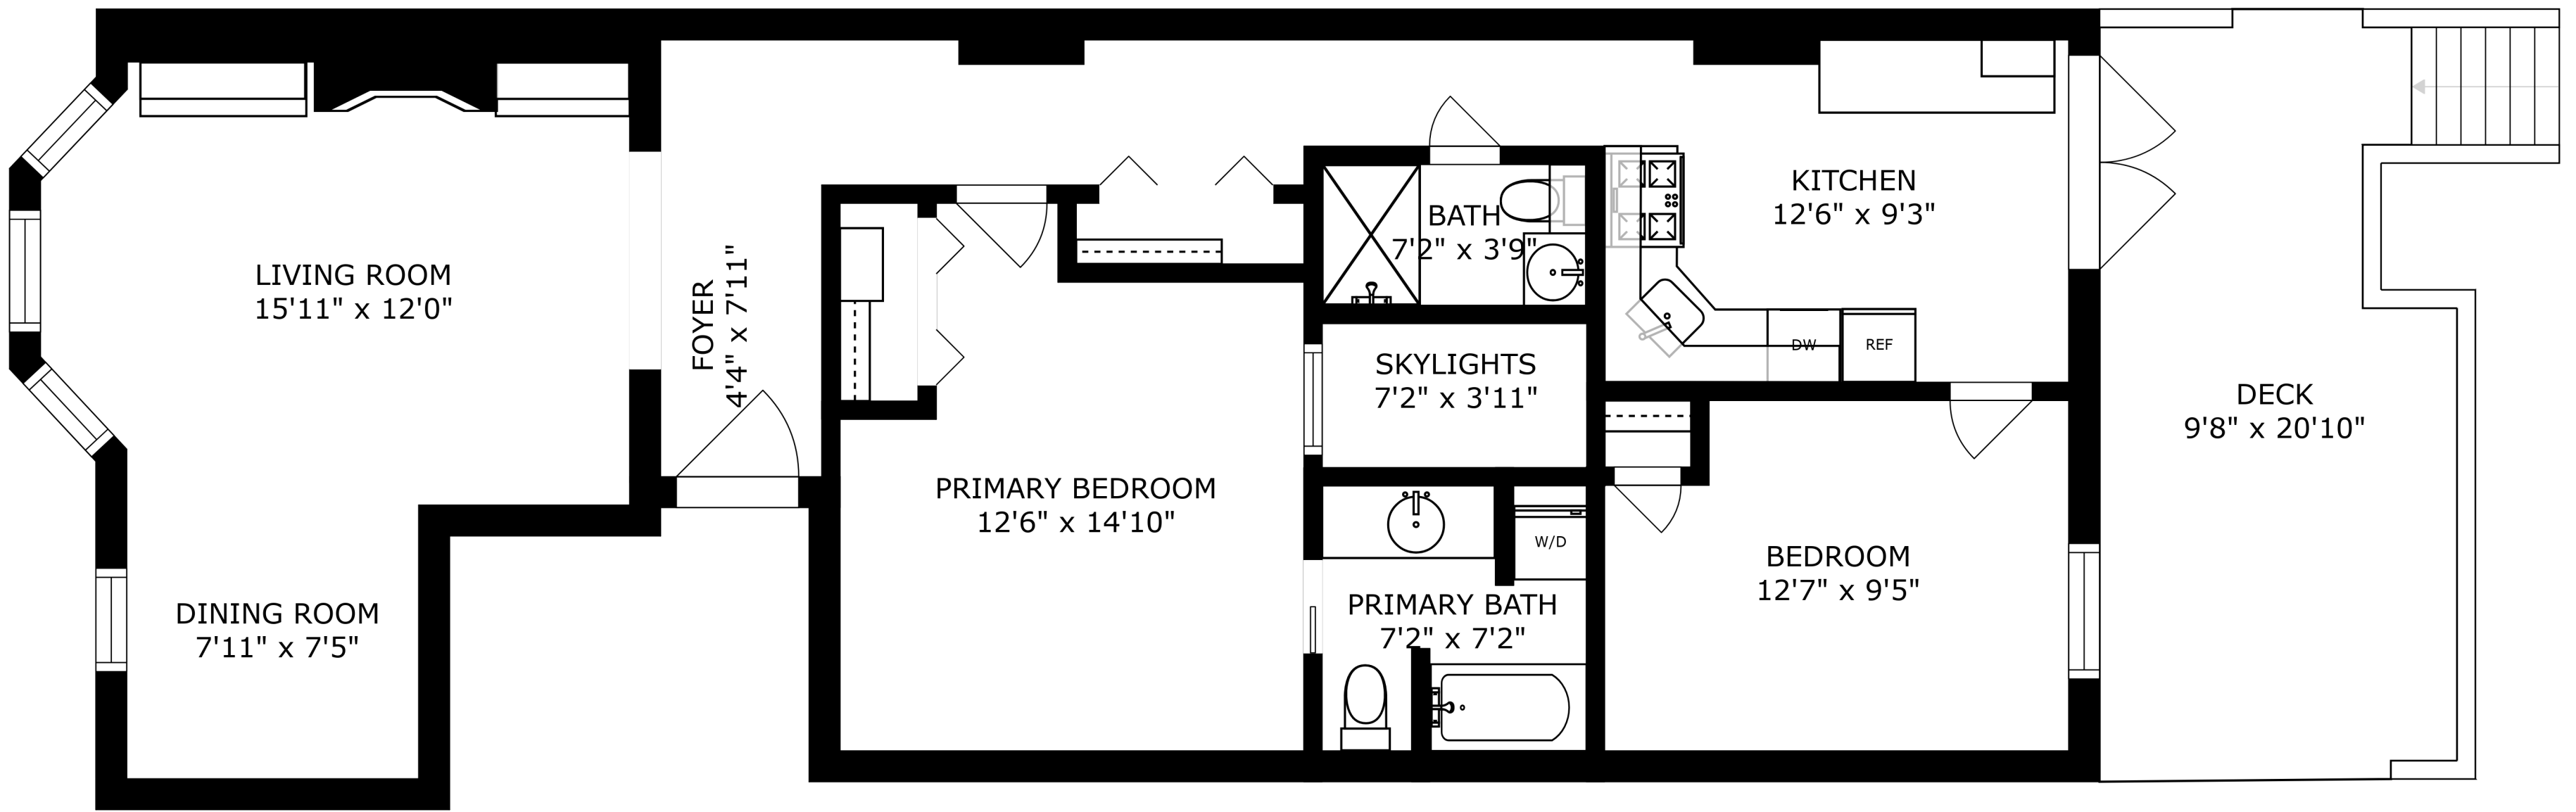 LIVING ROOM
15'11" x 12'0"
DINING ROOM
7'11" x 7'5"
FOYER
4'4" x 7'11"
PRIMARY BEDROOM
12'6" x 14'10"
BATH
7'2" x 3'9"
SKYLIGHTS
7'2" x 3'11"
W/D
PRIMARY BATH
7'2" x 7'2"
KITCHEN
12'6" x 9'3"
DW
REF
BEDROOM
12'7" x 9'5"
DECK
9'8" x 20'10"